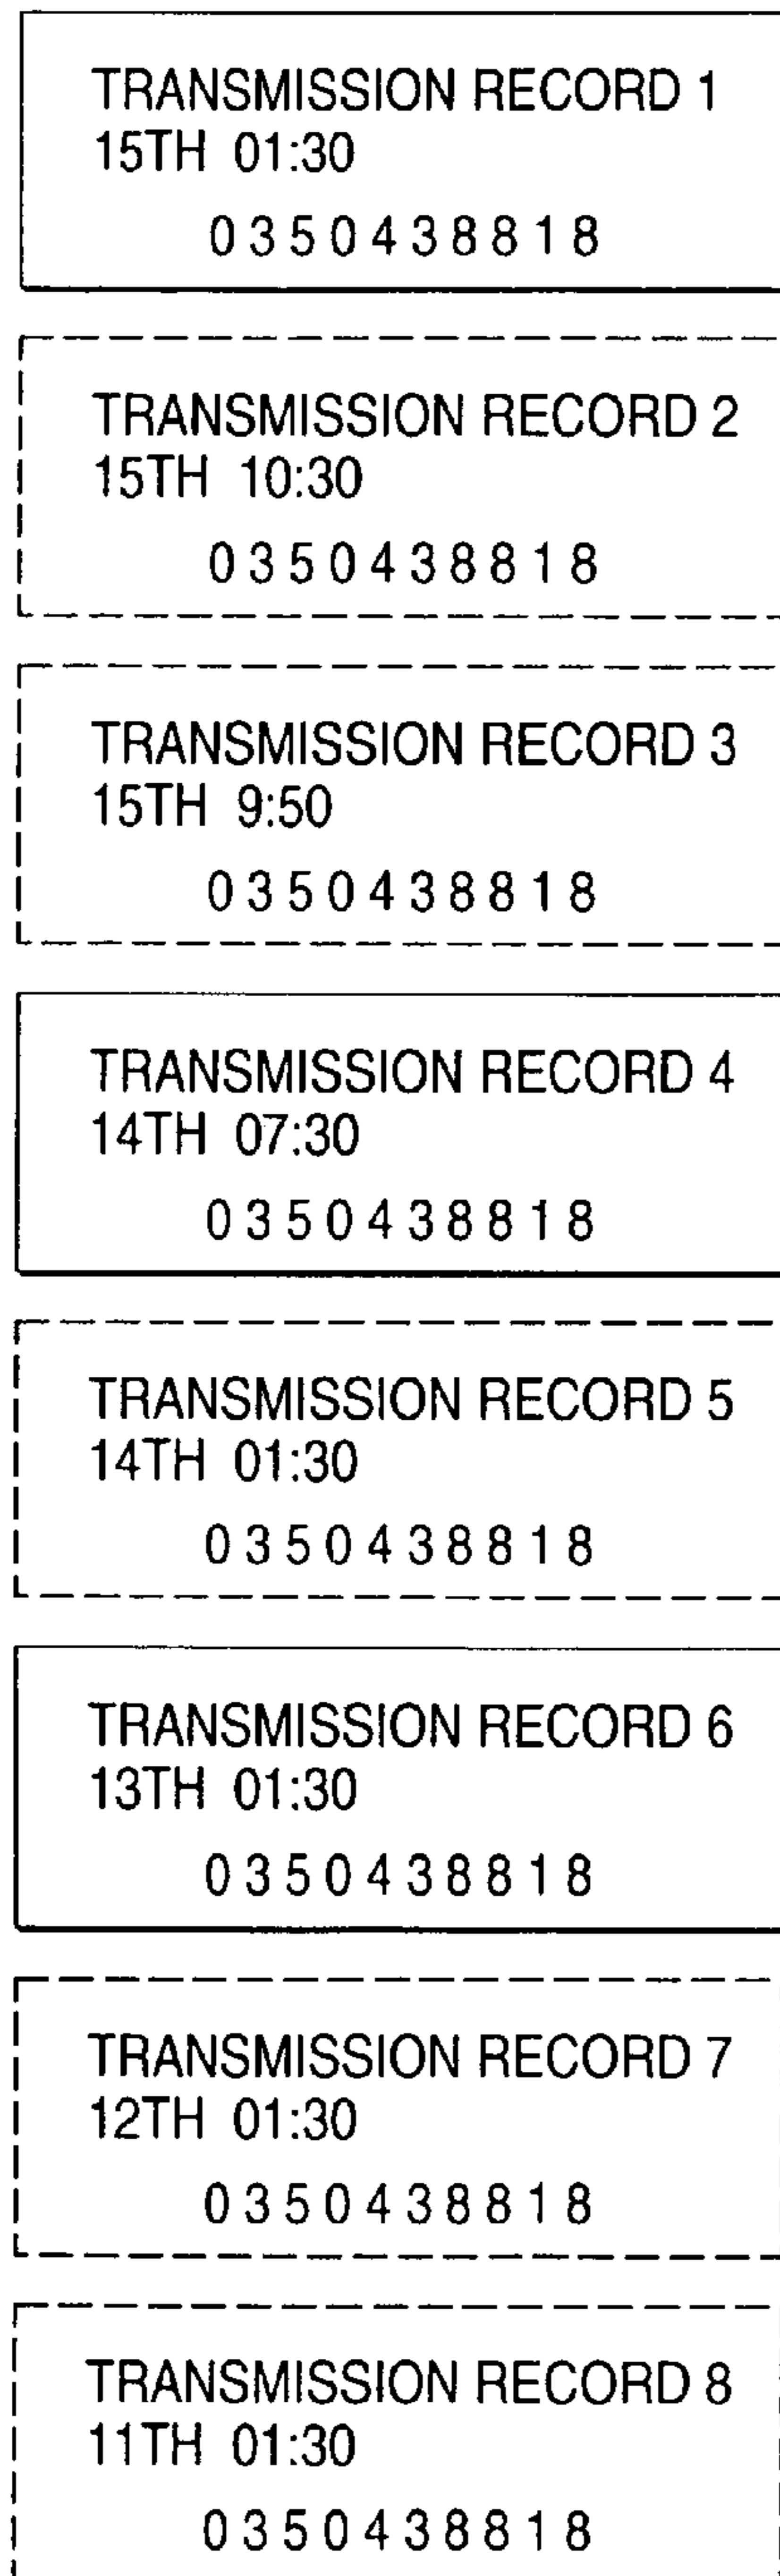 TRANSMISSION RECORD 1
15TH 01:30
0350438818
TRANSMISSION RECORD 2
15TH 10:30
0350438818
TRANSMISSION RECORD 3
15TH 9:50
0350438818
TRANSMISSION RECORD 4
14TH 07:30
0350438818
TRANSMISSION RECORD 5
14TH 01:30
0350438818
TRANSMISSION RECORD 6
13TH 01:30
0350438818
TRANSMISSION RECORD 7
12TH 01:30
0350438818
TRANSMISSION RECORD 8
11TH 01:30
0350438818